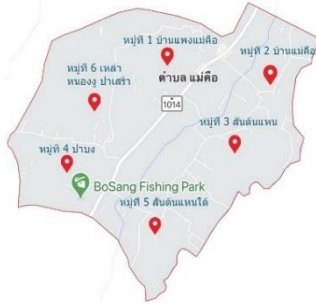 หมู่ที่ 1 บ้านแพงแม่คือ
หมู่ที่ 2 บ้านแม่คือ
หมู่ที่ 6 เหล่า
หนองงู ป่าเสร้า
ตำบล แม่คือ
1014
หมู่ที่ 3 สันต้นแหน
หมู่ที่ 4 ป่าบง
BoSang Fishing Park
หมู่ที่ 5 สันต้นแหนใต้